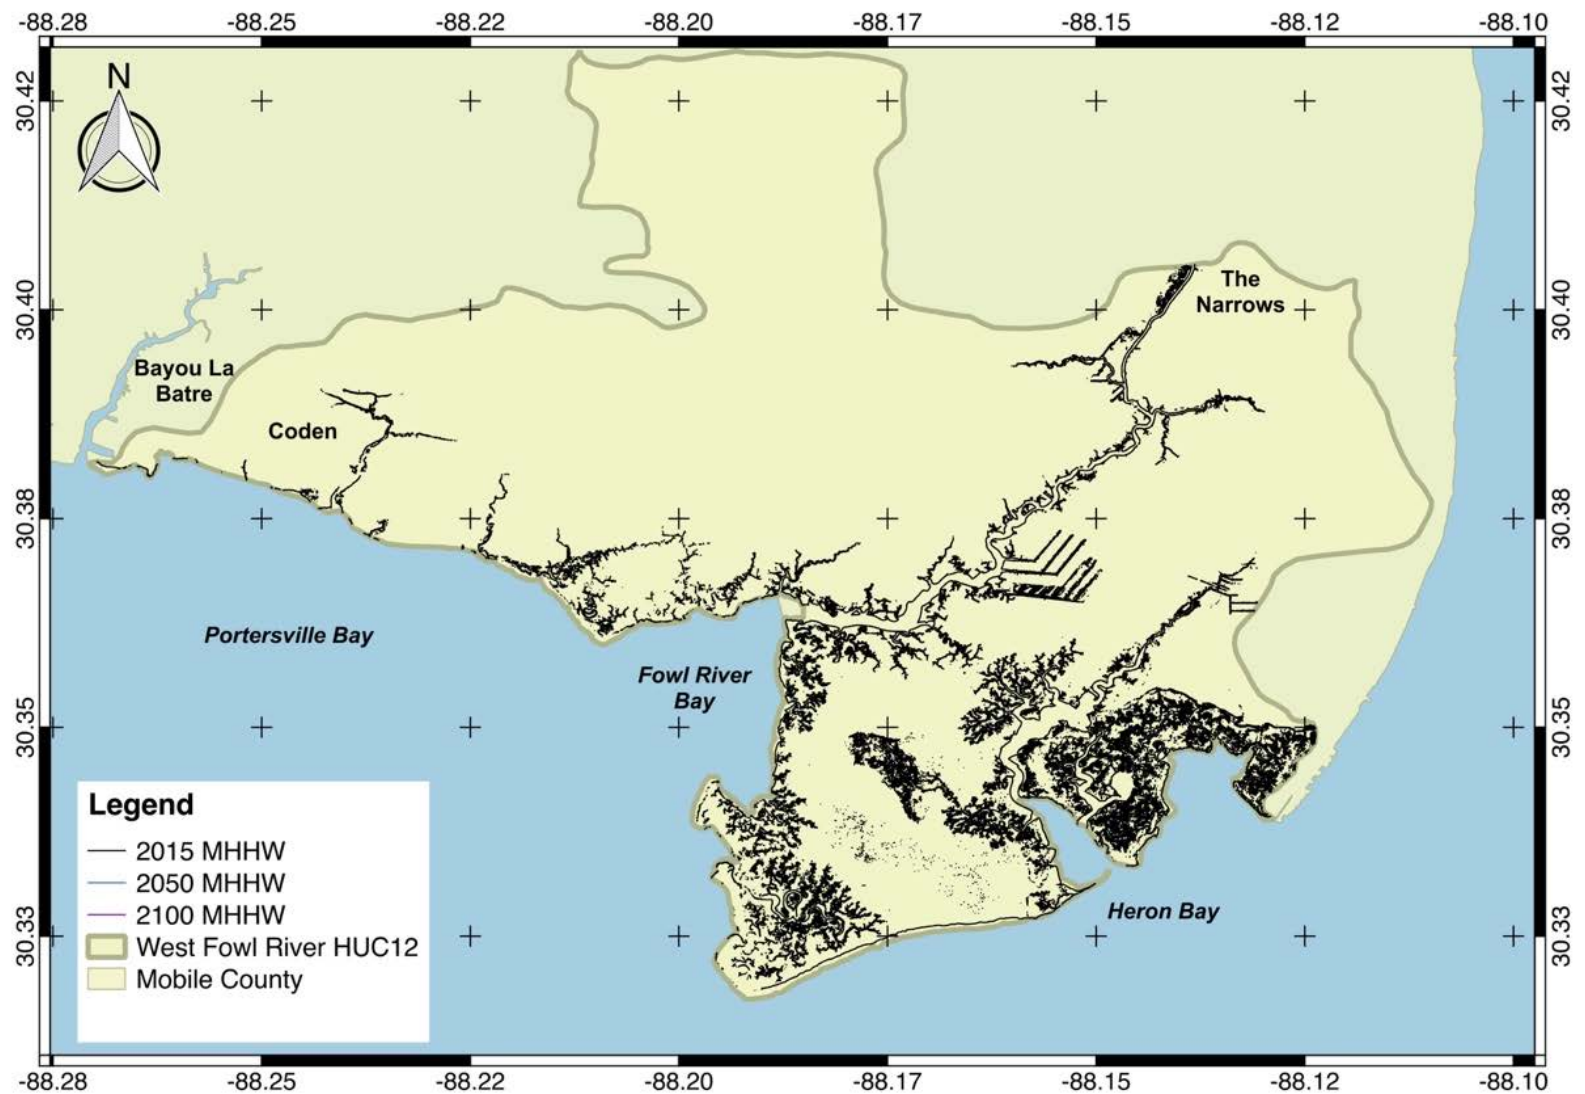 -88.28 -88.25 -88.22 -88.20 -88.17 -88.15 -88.12 -88.10
N
30.42 30.42
The
Narrows
30.40 30.40
Bayou La
Batre
Coden
30.38 30.38
Portersville Bay
Fowl River
Bay
30.35 30.35
Legend
2015 MHHW
2050 MHHW
2100 MHHW
West Fowl River HUC12
Mobile County
Heron Bay
30.33 30.33
-88.28 -88.25 -88.22 -88.20 -88.17 -88.15 -88.12 -88.10